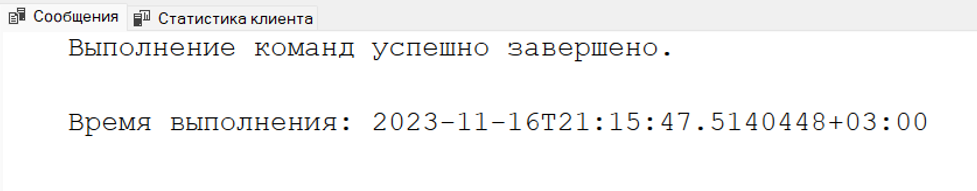 Сообщения Статистика клиента
Выполнение команд успешно завершено.
Время выполнения: 2023-11-16T21:15:47.5140448+03:00